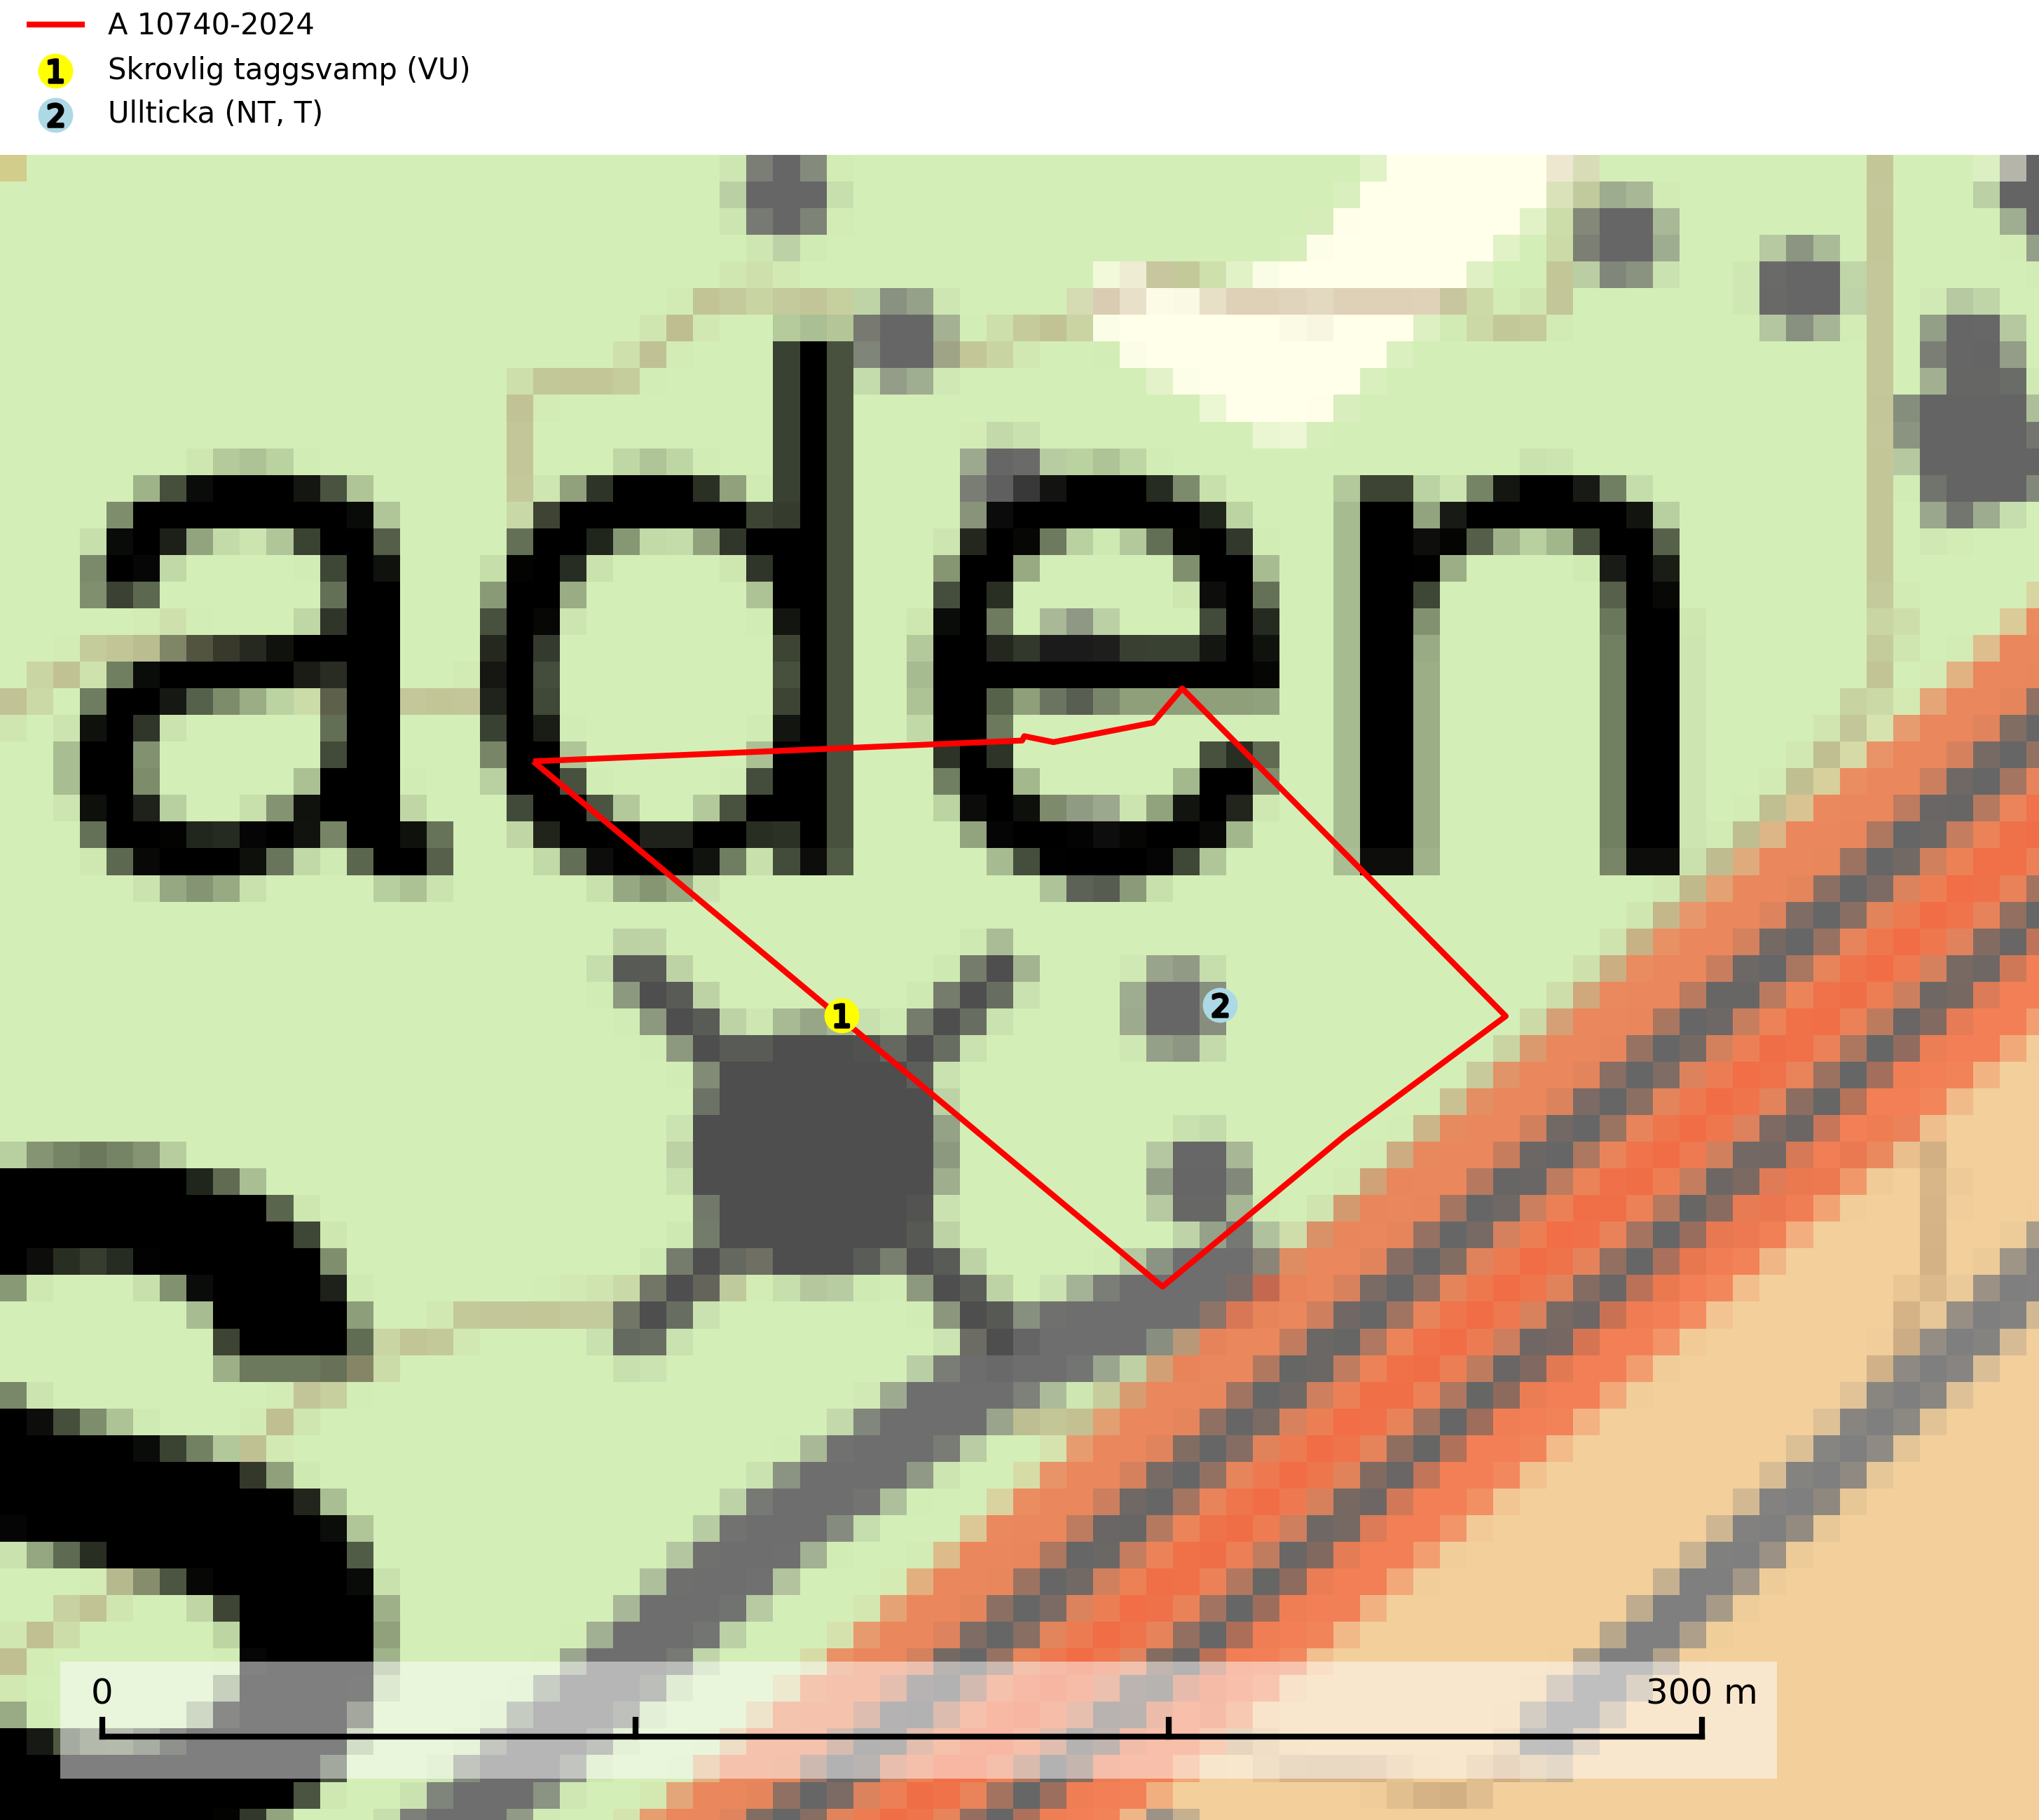 A 10740-2024
1 Skrovlig taggsvamp (VU)
2 Ullticka (NT, T)
aden
1
2
0 300 m